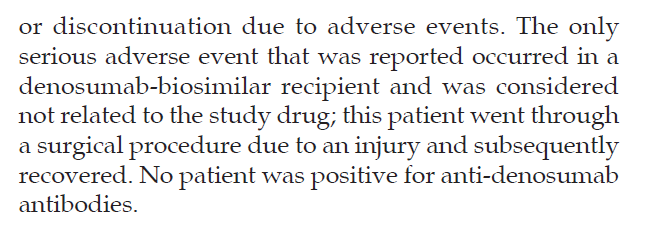 or discontinuation due to adverse events. The only
serious adverse event that was reported occurred in a
denosumab-biosimilar recipient and was considered
not related to the study drug; this patient went through
a surgical procedure due to an injury and subsequently
recovered. No patient was positive for anti-denosumab
antibodies.